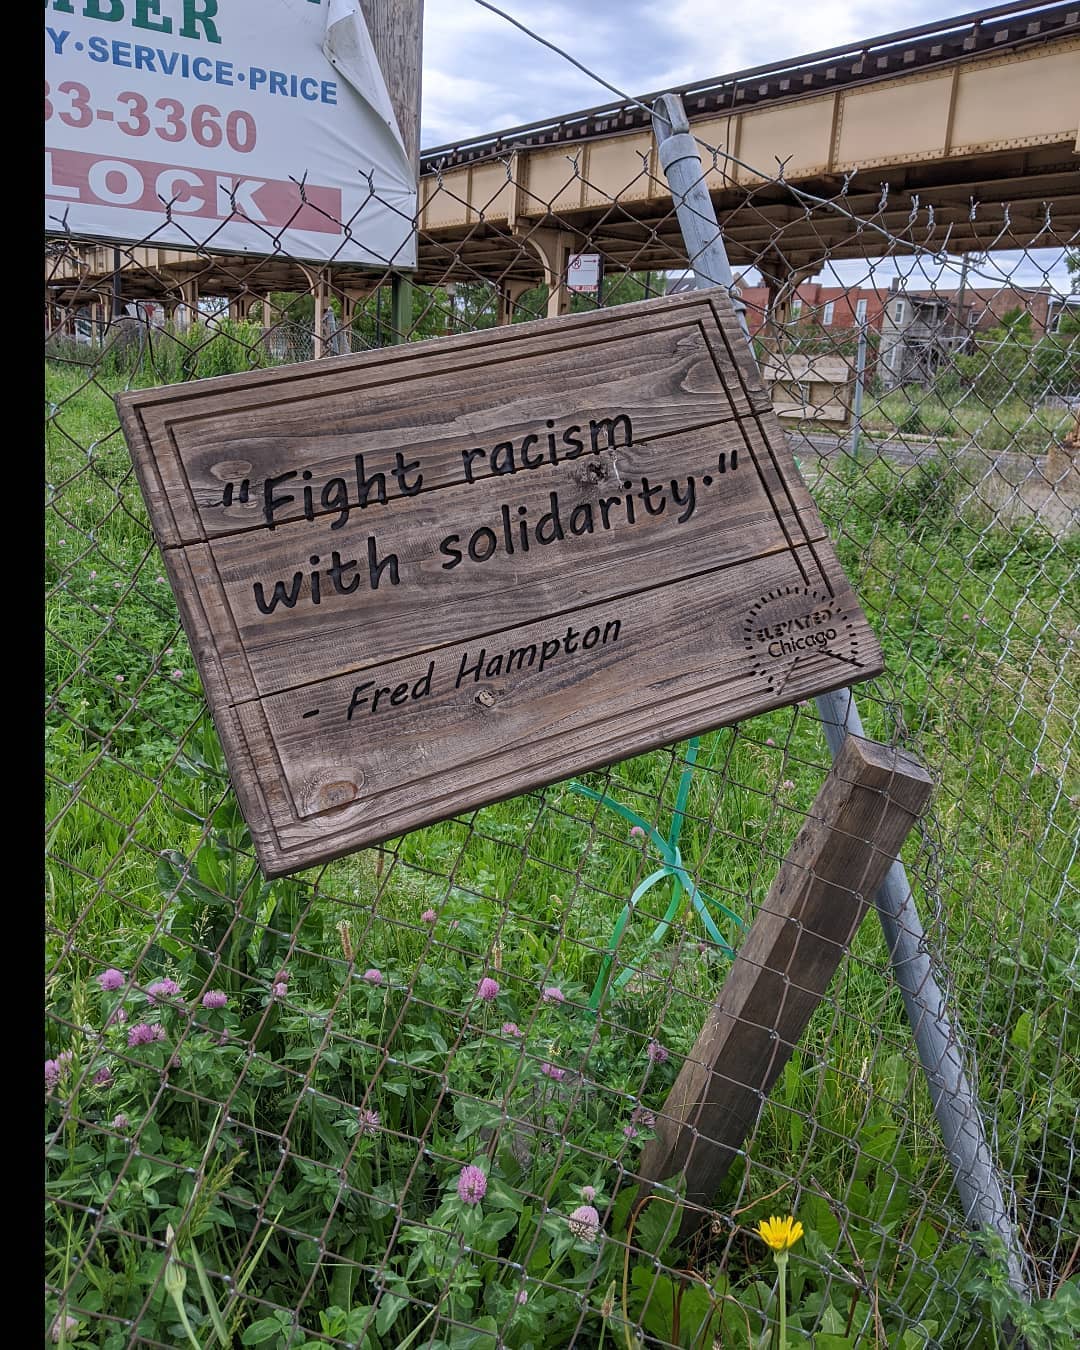 BER
Y·SERVICE·PRICE
33-3360
LOCK
"Fight racism
with solidarity."
- Fred Hampton
ELEVATED
Chicago